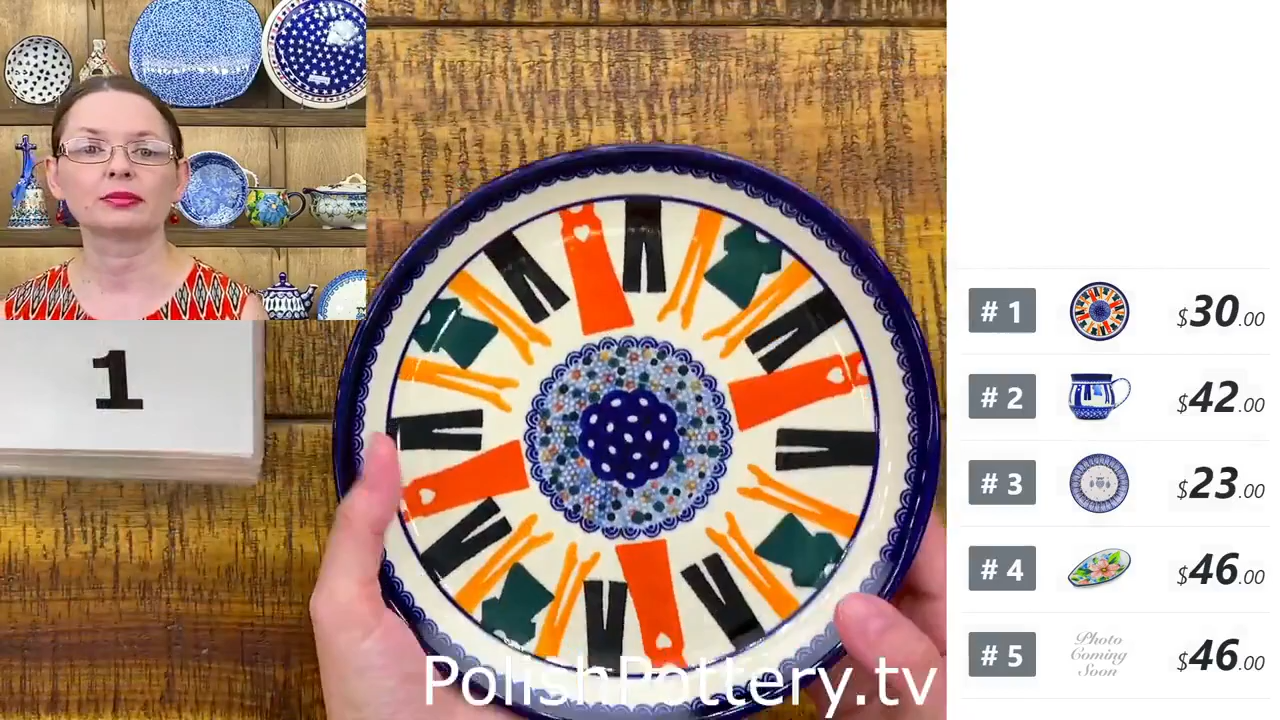 1
# 1
$30.00
# 2
$42.00
# 3
$23.00
# 4
$46.00
# 5
Photo
Coming
Soon
$46.00
PolishPottery.tv